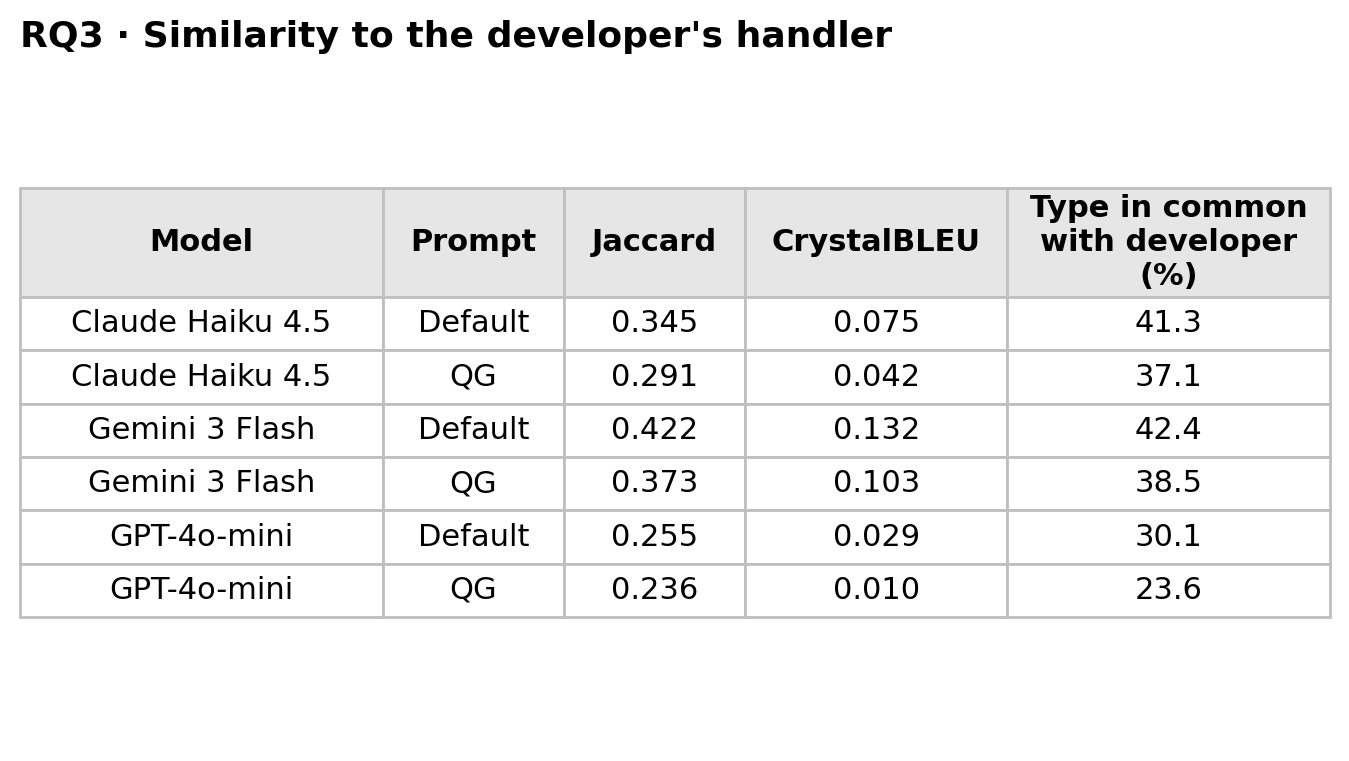 RQ3 · Similarity to the developer's handler
Model Prompt Jaccard CrystalBLEU Type in common with developer (%)
Claude Haiku 4.5 Default 0.345 0.075 41.3
Claude Haiku 4.5 QG 0.291 0.042 37.1
Gemini 3 Flash Default 0.422 0.132 42.4
Gemini 3 Flash QG 0.373 0.103 38.5
GPT-4o-mini Default 0.255 0.029 30.1
GPT-4o-mini QG 0.236 0.010 23.6